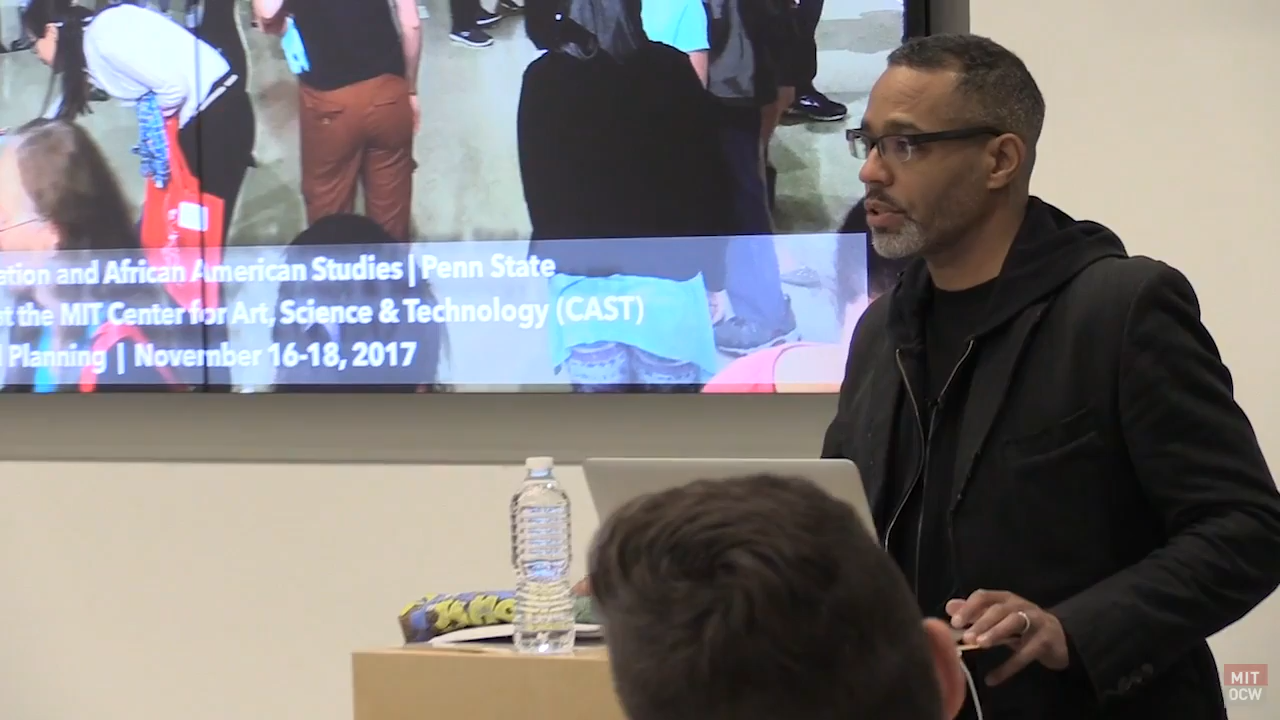 ation and African American Studies | Penn State
at the MIT Center for Art, Science & Technology (CAST)
Planning | November 16-18, 2017
MIT
OCW